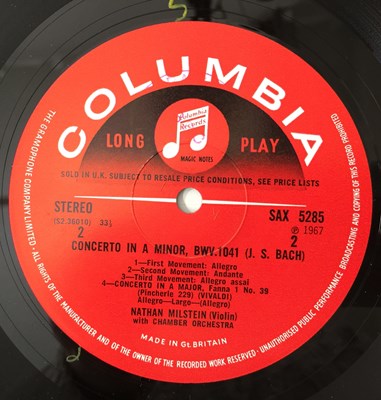 COLUMBIA
LONG PLAY
Columbia
Records
MAGIC NOTES
SOLD IN U.K. SUBJECT TO RESALE PRICE CONDITIONS, SEE PRICE LISTS
STEREO SAX 5285
(S2.36010) 33⅓ ℗ 1967
2 2
CONCERTO IN A MINOR, BWV.1041 (J. S. BACH)
1—First Movement: Allegro
2—Second Movement: Andante
3—Third Movement: Allegro assai
4—CONCERTO IN A MAJOR, Fanna 1 No. 39
(Pincherle 229) (VIVALDI)
Allegro—Largo—(Allegro)
NATHAN MILSTEIN (Violin)
with CHAMBER ORCHESTRA
MADE IN Gt. BRITAIN
THE GRAMOPHONE COMPANY LIMITED · ALL RIGHTS OF THE MANUFACTURER AND OF THE OWNER OF THE RECORDED WORK RESERVED · UNAUTHORISED PUBLIC PERFORMANCE, BROADCASTING AND COPYING OF THIS RECORD PROHIBITED